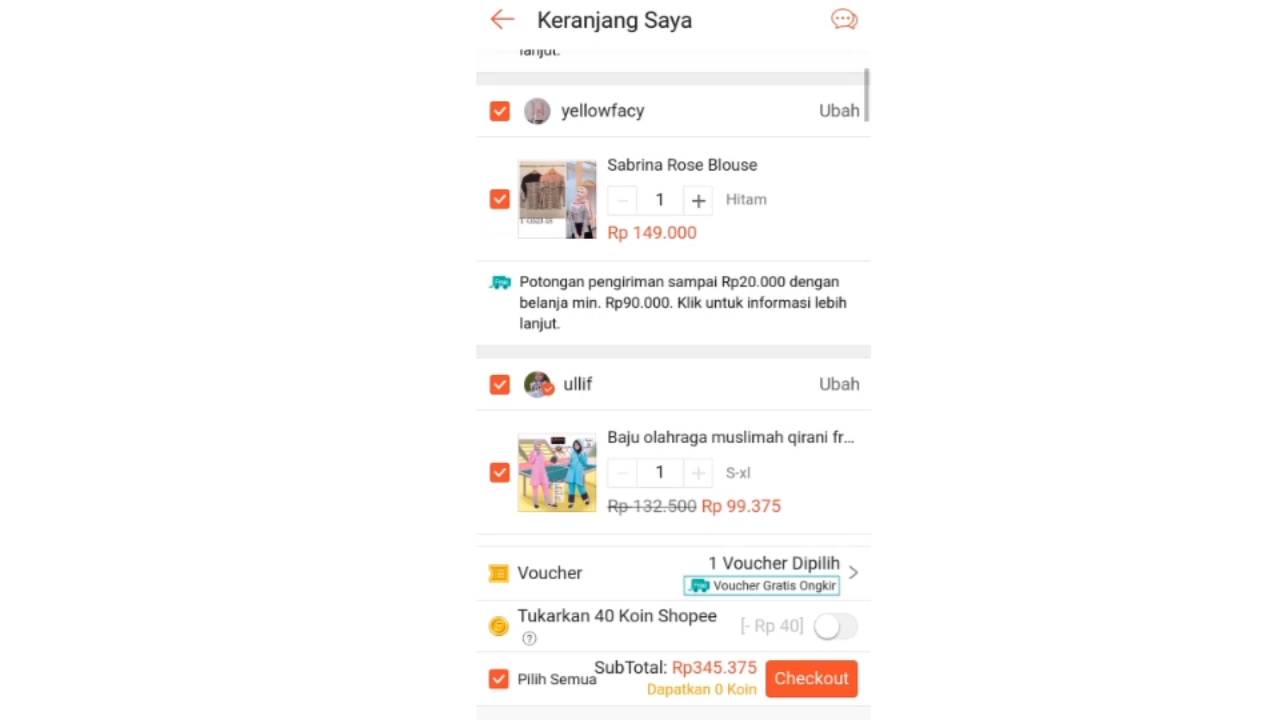 Keranjang Saya
lanjut.
yellowfacy
Ubah
Sabrina Rose Blouse
1
Hitam
Rp 149.000
Potongan pengiriman sampai Rp20.000 dengan
belanja min. Rp90.000. Klik untuk informasi lebih
lanjut.
ullif
Ubah
Baju olahraga muslimah qirani fr...
1
S-xl
Rp 132.500 Rp 99.375
Voucher
1 Voucher Dipilih
Voucher Gratis Ongkir
Tukarkan 40 Koin Shopee
[- Rp 40]
?
Pilih Semua
SubTotal: Rp345.375
Dapatkan 0 Koin
Checkout